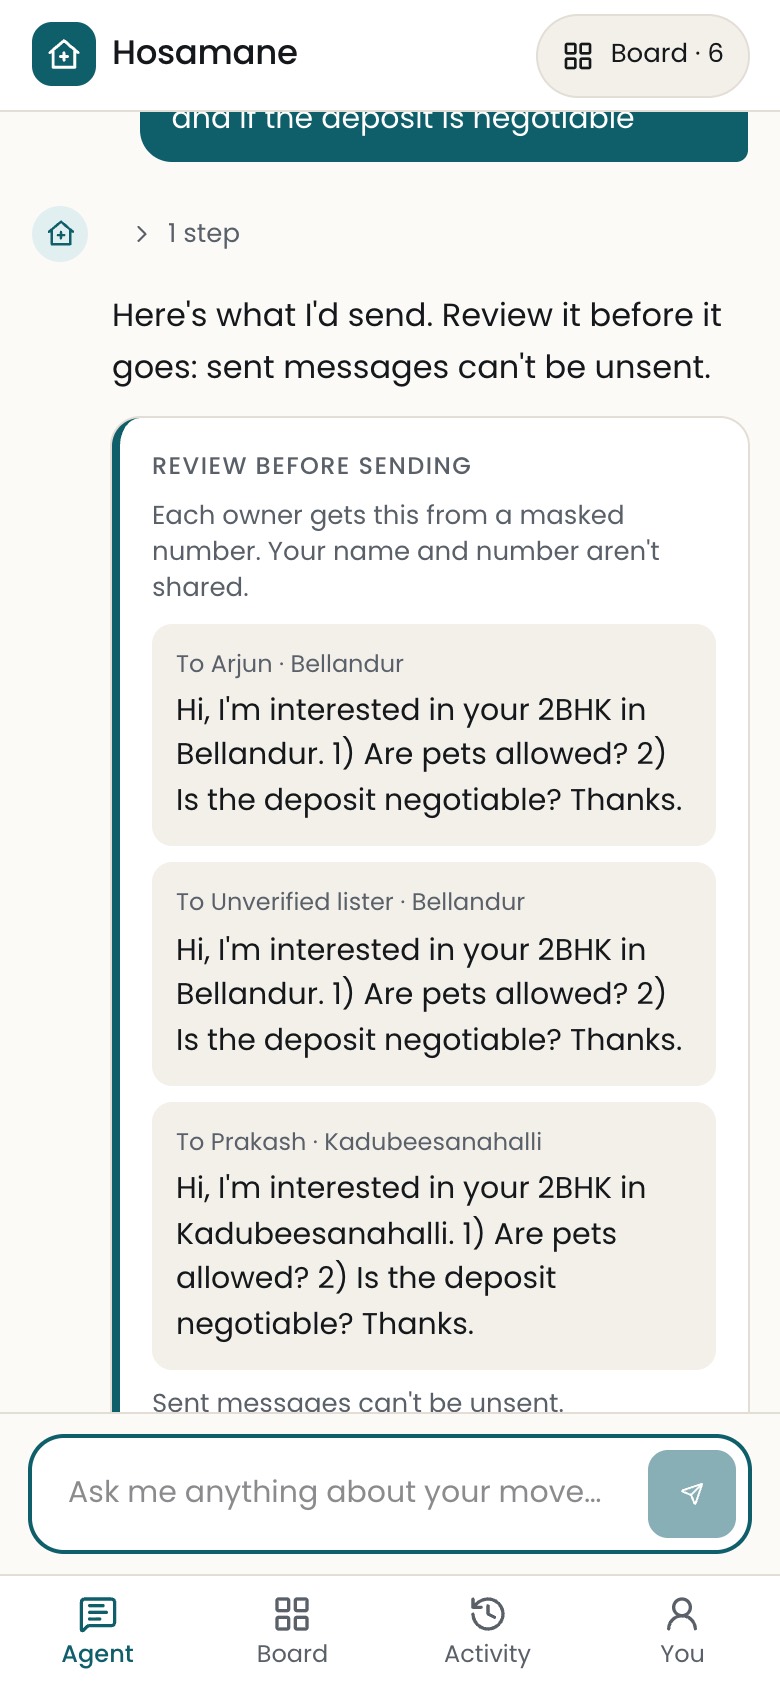 Hosamane
Board · 6
and if the deposit is negotiable
1 step
Here's what I'd send. Review it before it
goes: sent messages can't be unsent.
REVIEW BEFORE SENDING
Each owner gets this from a masked
number. Your name and number aren't
shared.
To Arjun · Bellandur
Hi, I'm interested in your 2BHK in
Bellandur. 1) Are pets allowed? 2)
Is the deposit negotiable? Thanks.
To Unverified lister · Bellandur
Hi, I'm interested in your 2BHK in
Bellandur. 1) Are pets allowed? 2)
Is the deposit negotiable? Thanks.
To Prakash · Kadubeesanahalli
Hi, I'm interested in your 2BHK in
Kadubeesanahalli. 1) Are pets
allowed? 2) Is the deposit
negotiable? Thanks.
Sent messages can't be unsent.
Ask me anything about your move...
Agent
Board
Activity
You